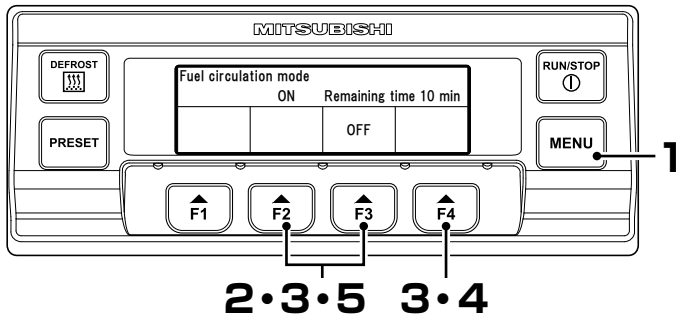 MITSUBISHI
DEFROST
Fuel circulation mode
ON Remaining time 10 min
OFF
RUN/STOP
PRESET
MENU
1
F1 F2 F3 F4
2・3・5 3・4